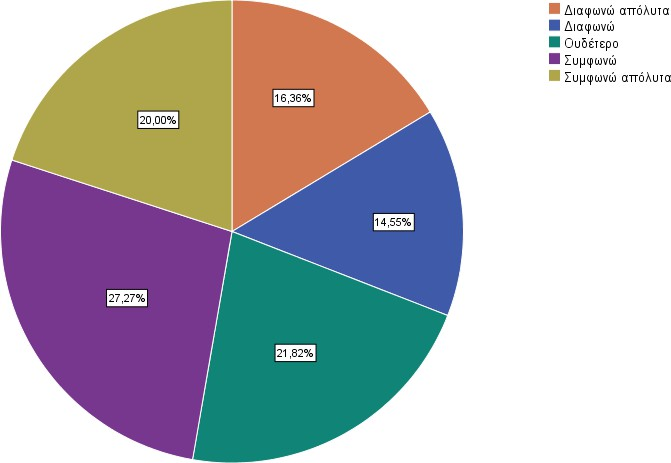 Διαφωνώ απόλυτα
Διαφωνώ
Ουδέτερο
Συμφωνώ
Συμφωνώ απόλυτα
16,36%
20,00%
14,55%
27,27%
21,82%